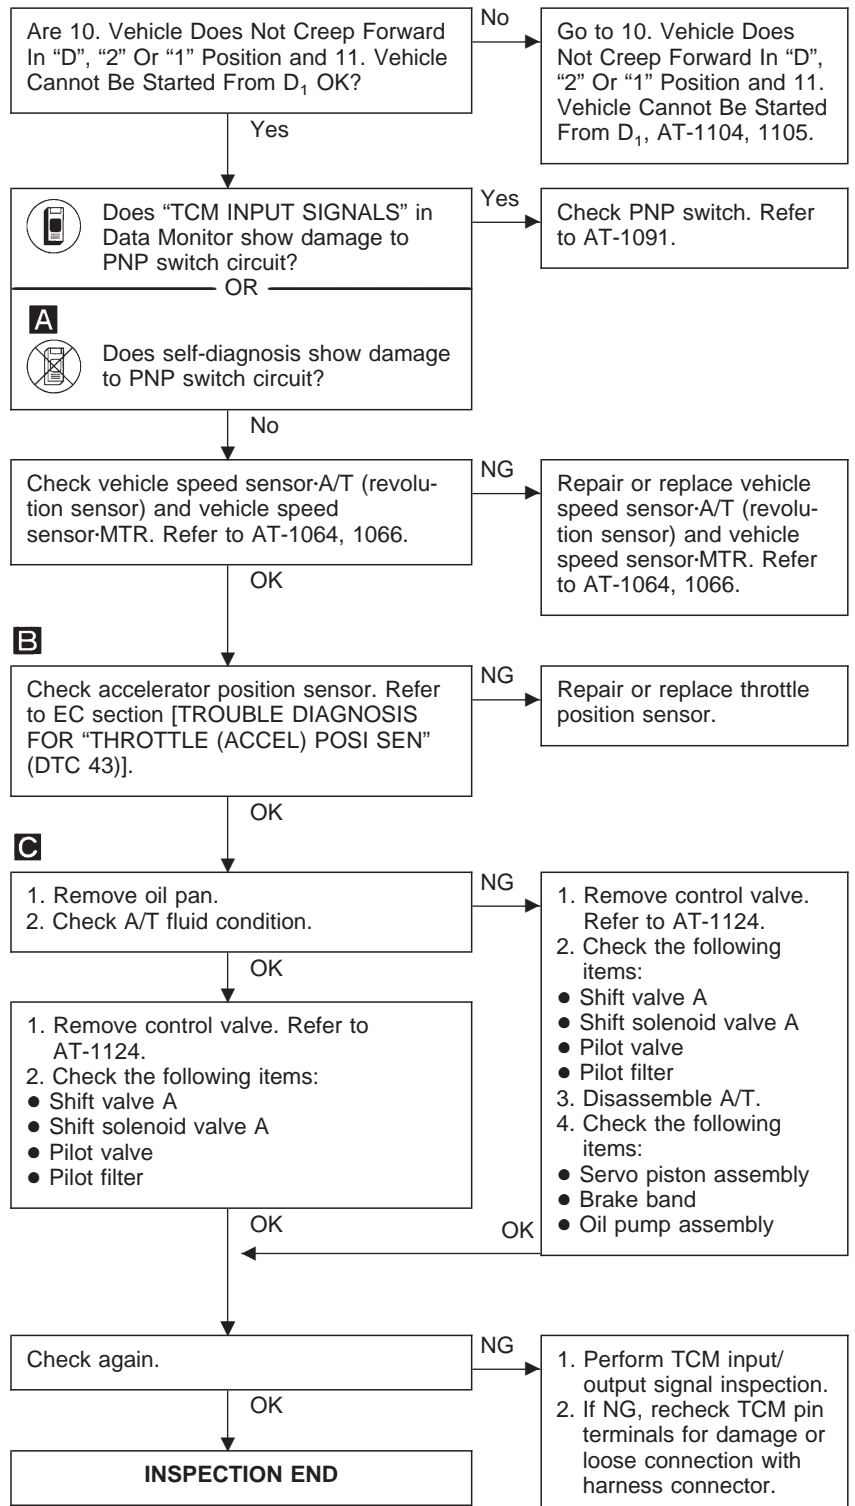 Are 10. Vehicle Does Not Creep Forward
In “D”, “2” Or “1” Position and 11. Vehicle
Cannot Be Started From D₁ OK?
No
Go to 10. Vehicle Does
Not Creep Forward In “D”,
“2” Or “1” Position and 11.
Vehicle Cannot Be Started
From D₁, AT-1104, 1105.
Yes
Does “TCM INPUT SIGNALS” in
Data Monitor show damage to
PNP switch circuit?
Yes
Check PNP switch. Refer
to AT-1091.
OR
A
Does self-diagnosis show damage
to PNP switch circuit?
No
Check vehicle speed sensor·A/T (revolu-
tion sensor) and vehicle speed
sensor·MTR. Refer to AT-1064, 1066.
NG
Repair or replace vehicle
speed sensor·A/T (revolu-
tion sensor) and vehicle
speed sensor·MTR. Refer
to AT-1064, 1066.
OK
B
Check accelerator position sensor. Refer
to EC section [TROUBLE DIAGNOSIS
FOR “THROTTLE (ACCEL) POSI SEN”
(DTC 43)].
NG
Repair or replace throttle
position sensor.
OK
C
1. Remove oil pan.
2. Check A/T fluid condition.
NG
1. Remove control valve.
Refer to AT-1124.
2. Check the following
items:
● Shift valve A
● Shift solenoid valve A
● Pilot valve
● Pilot filter
3. Disassemble A/T.
4. Check the following
items:
● Servo piston assembly
● Brake band
● Oil pump assembly
OK
1. Remove control valve. Refer to
AT-1124.
2. Check the following items:
● Shift valve A
● Shift solenoid valve A
● Pilot valve
● Pilot filter
OK
OK
Check again.
NG
1. Perform TCM input/
output signal inspection.
2. If NG, recheck TCM pin
terminals for damage or
loose connection with
harness connector.
OK
INSPECTION END